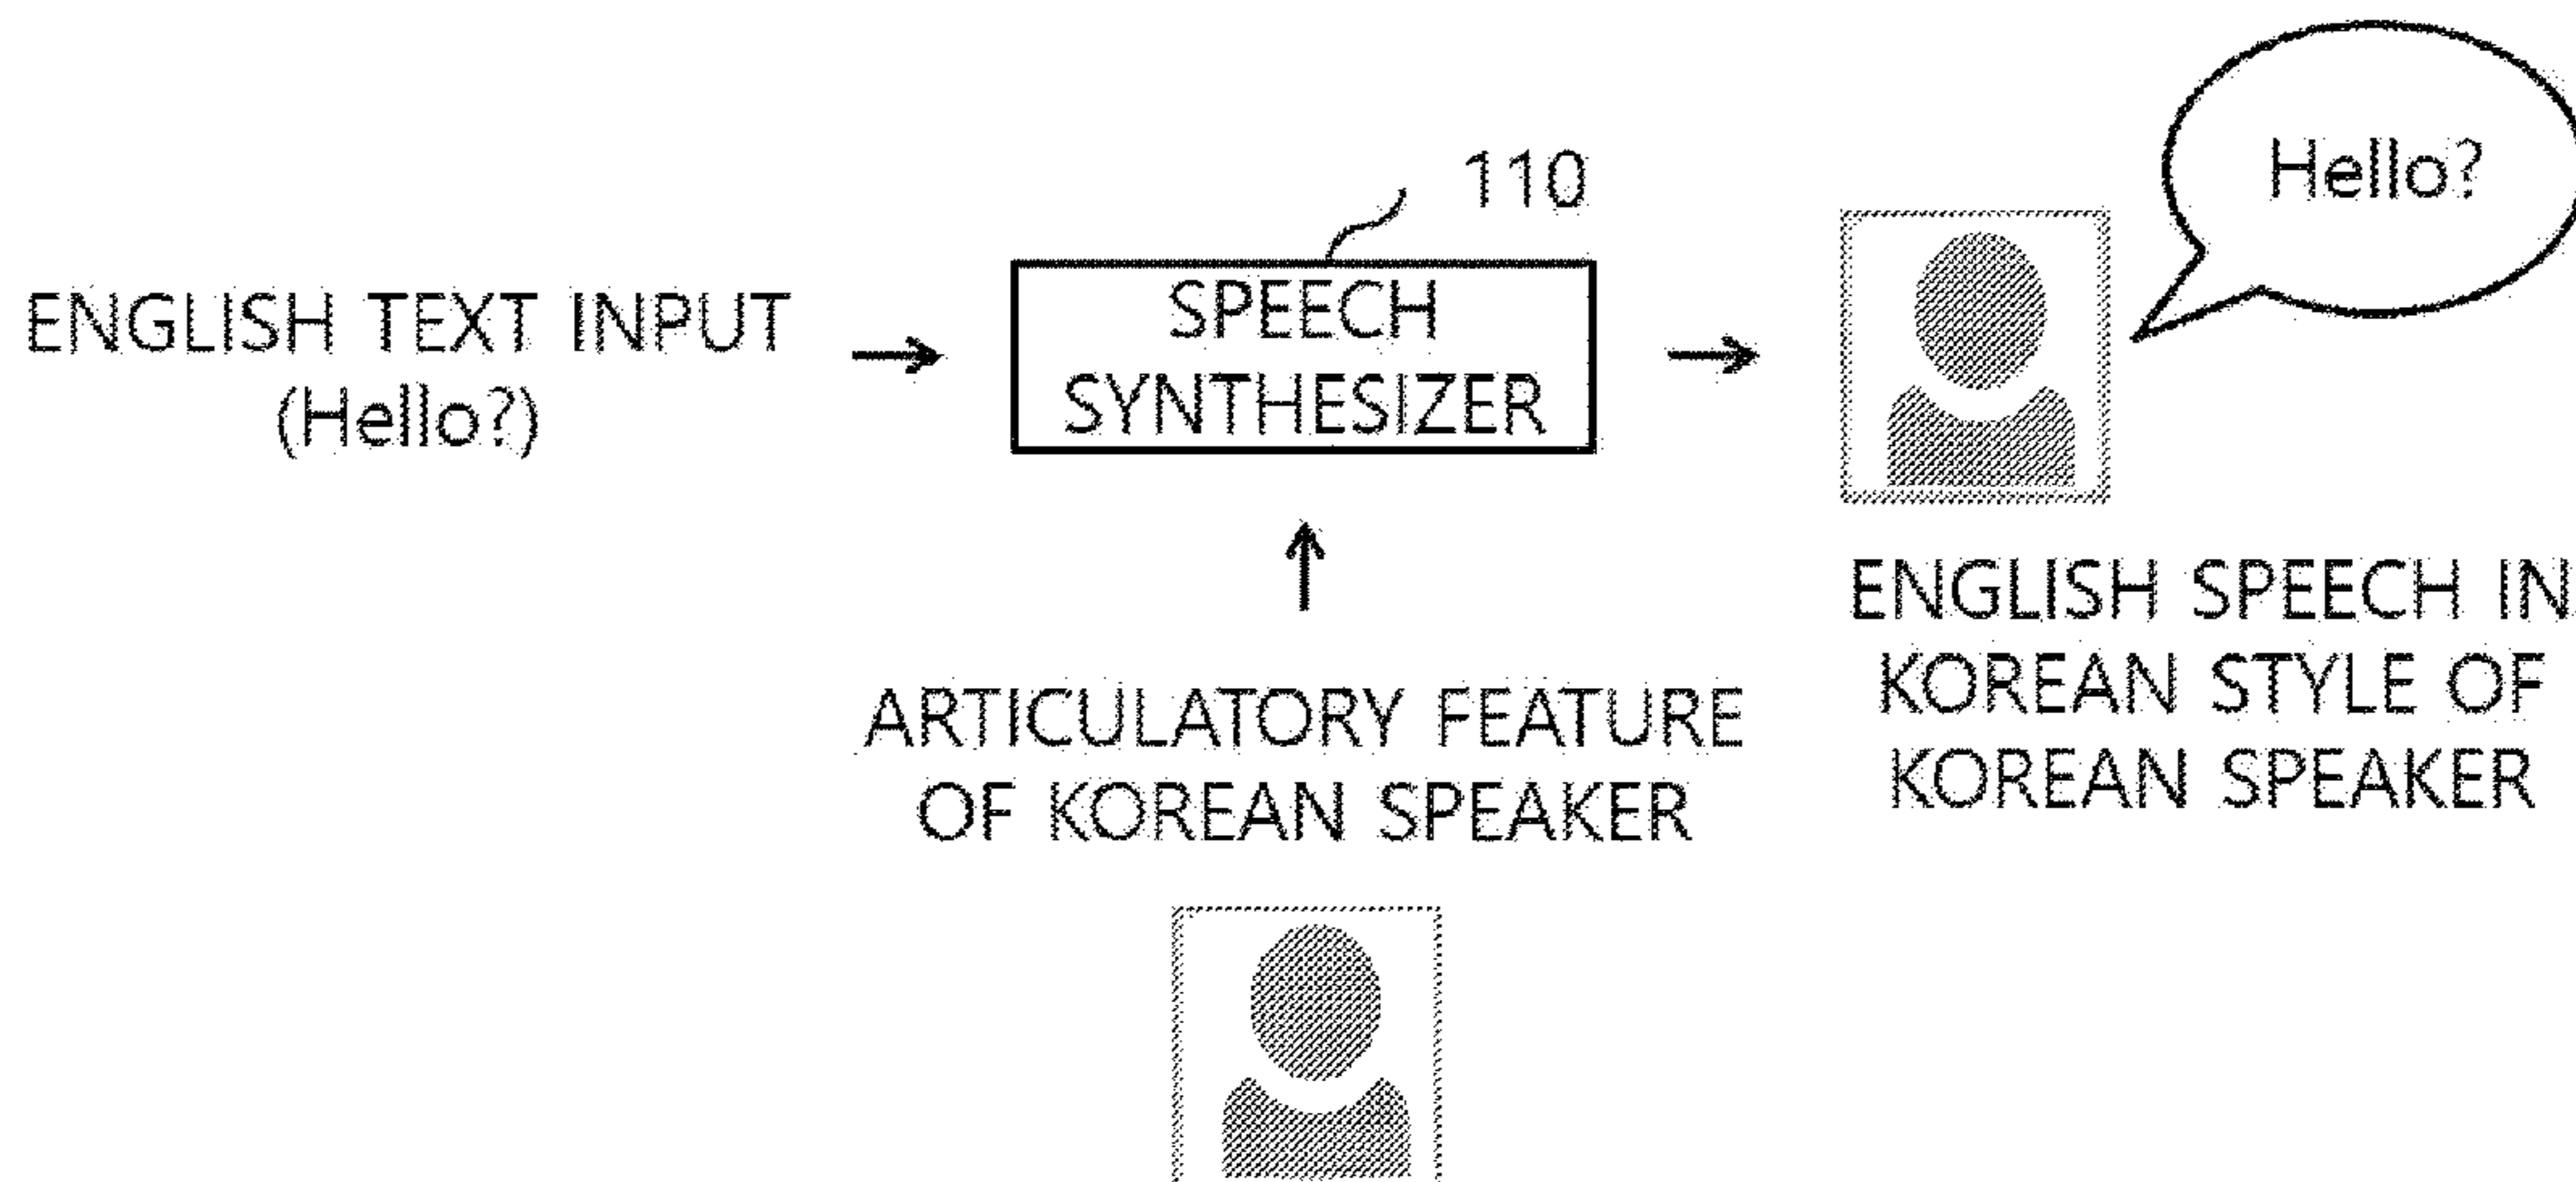 110
Hello?
ENGLISH TEXT INPUT
(Hello?)
SPEECH
SYNTHESIZER
ENGLISH SPEECH IN
KOREAN STYLE OF
KOREAN SPEAKER
ARTICULATORY FEATURE
OF KOREAN SPEAKER